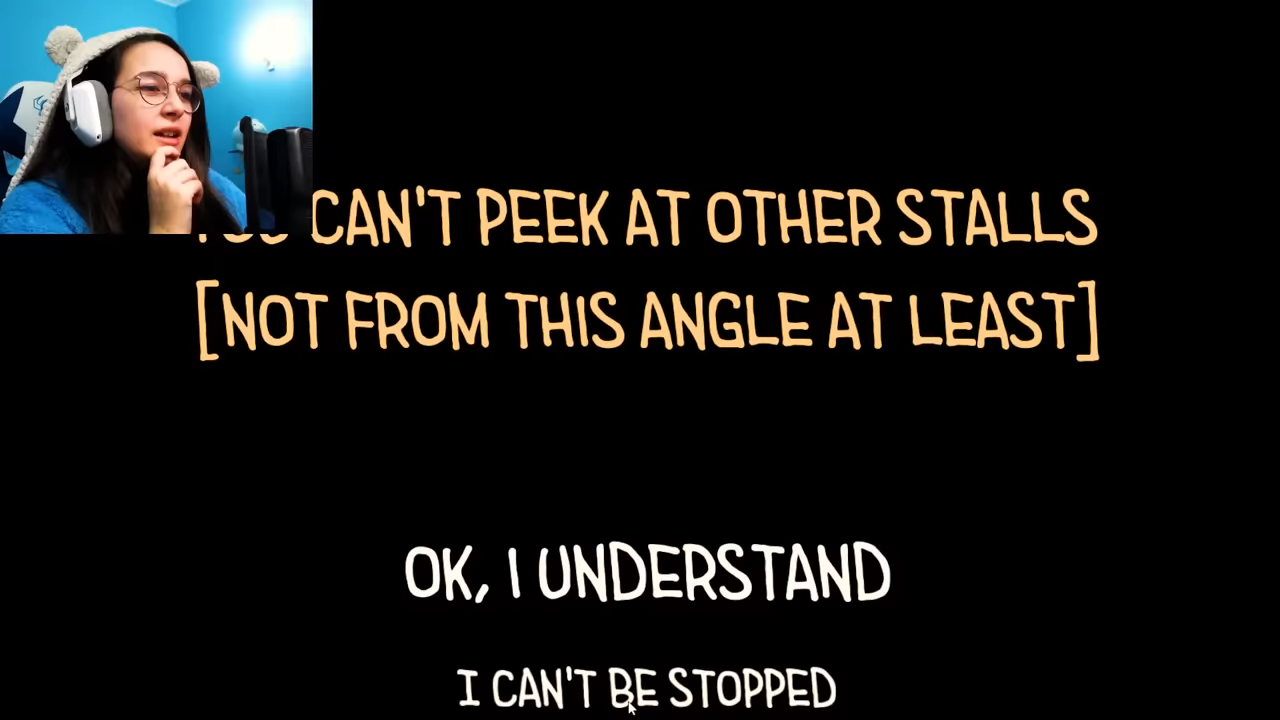 CAN'T PEEK AT OTHER STALLS
[NOT FROM THIS ANGLE AT LEAST]
OK, I UNDERSTAND
I CAN'T BE STOPPED